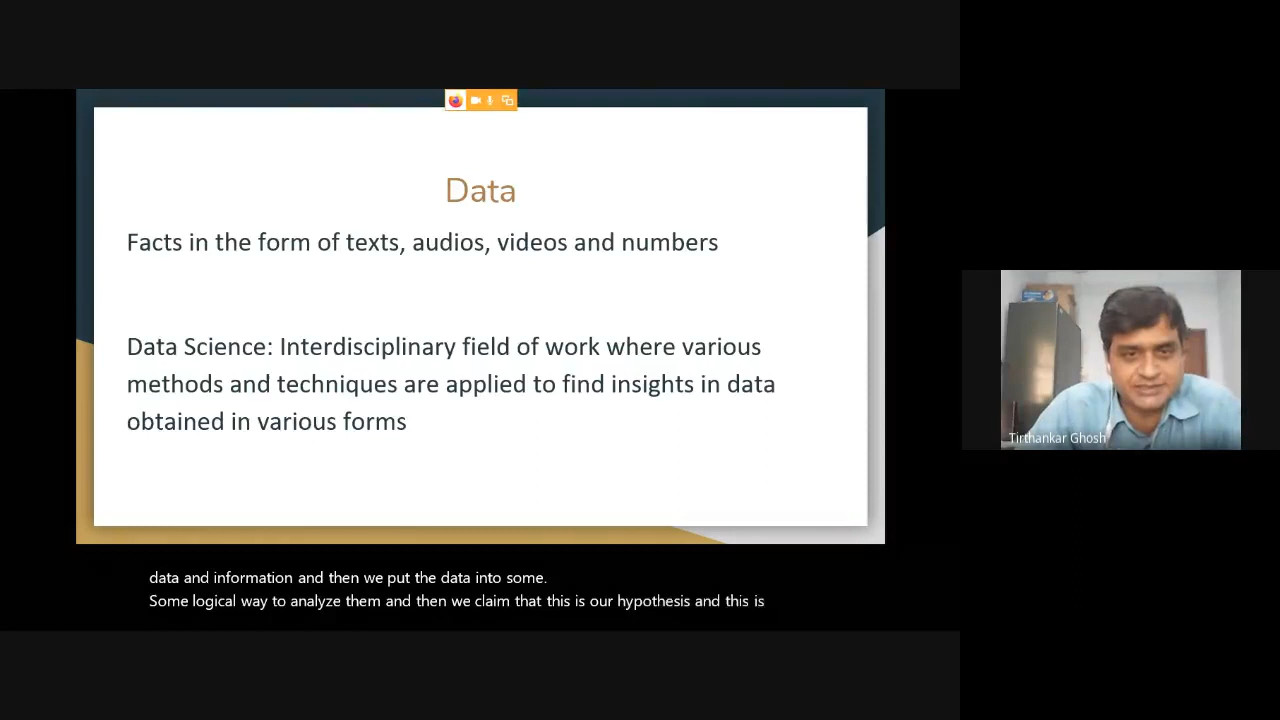 Data
Facts in the form of texts, audios, videos and numbers
Data Science: Interdisciplinary field of work where various
methods and techniques are applied to find insights in data
obtained in various forms
Tirthankar Ghosh
data and information and then we put the data into some.
Some logical way to analyze them and then we claim that this is our hypothesis and this is